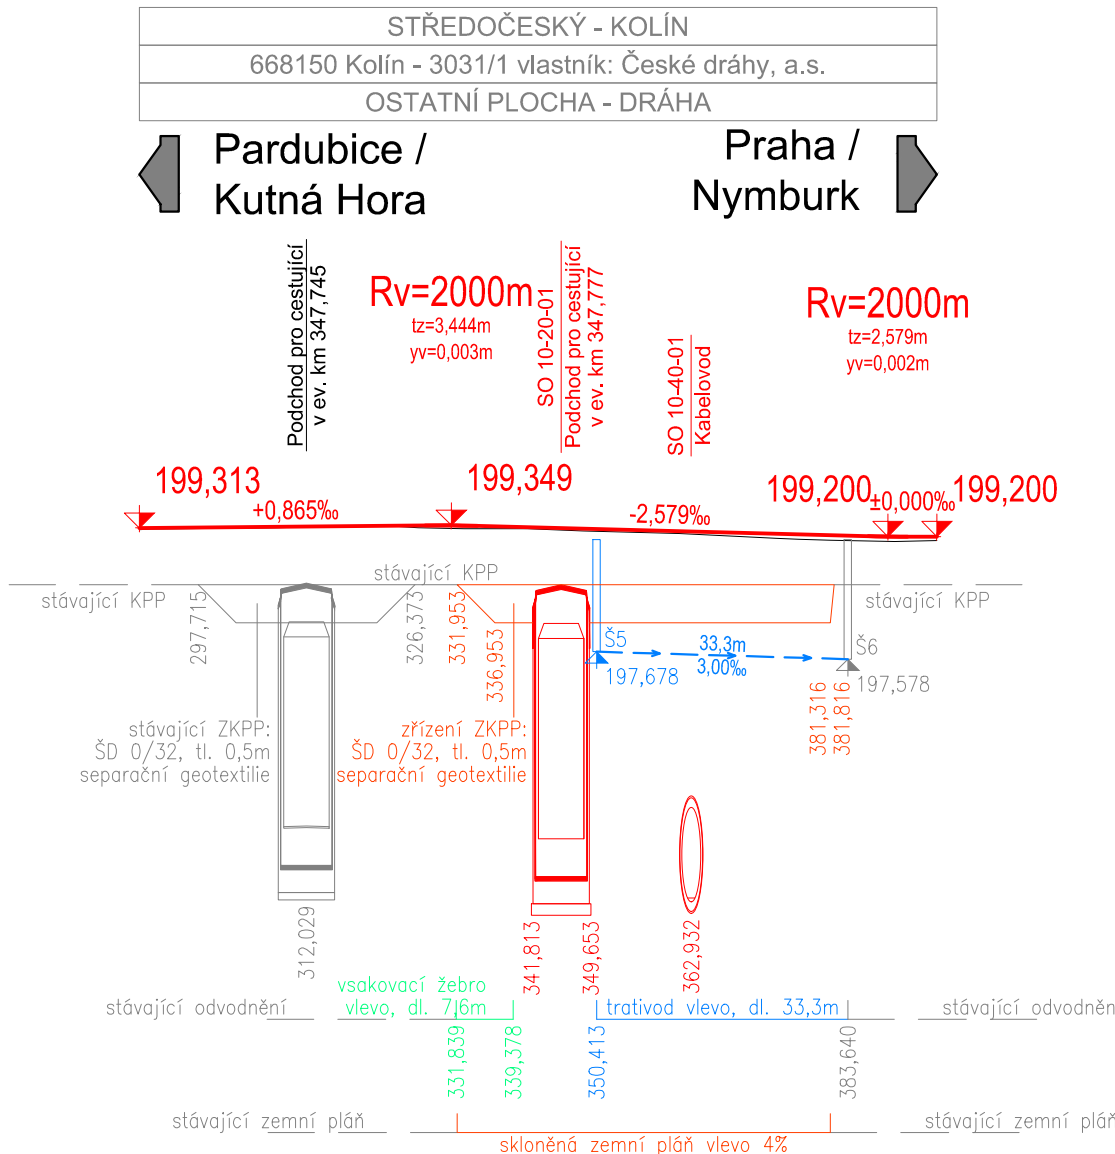 STŘEDOČESKÝ - KOLÍN
668150 Kolín - 3031/1 vlastník: České dráhy, a.s.
OSTATNÍ PLOCHA - DRÁHA
Pardubice /
Kutná Hora
Praha /
Nymburk
Podchod pro cestující
v ev. km 347,745
Rv=2000m
tz=3,444m
yv=0,003m
SO 10-20-01
Podchod pro cestující
v ev. km 347,777
SO 10-40-01
Kabelovod
Rv=2000m
tz=2,579m
yv=0,002m
199,313
+0,865‰
199,349
-2,579‰
199,200
±0,000‰
199,200
stávající KPP
stávající KPP
stávající KPP
297,715
326,373
331,953
336,953
Š5
197,678
33,3m
3,00‰
Š6
197,578
381,316
381,816
stávající ZKPP:
ŠD 0/32, tl. 0,5m
separační geotextilie
zřízení ZKPP:
ŠD 0/32, tl. 0,5m
separační geotextilie
312,029
341,813
349,653
362,932
vsakovací žebro
vlevo, dl. 7,6m
stávající odvodnění
trativod vlevo, dl. 33,3m
stávající odvodněn
331,839
339,378
350,413
383,640
stávající zemní pláň
skloněná zemní pláň vlevo 4%
stávající zemní pláň